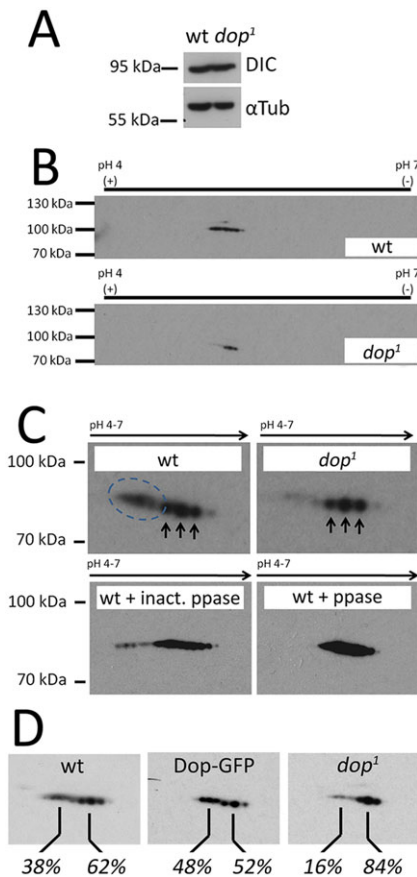 A
wt dop¹
95 kDa
DIC
αTub
55 kDa
B
pH 4 pH 7
(+) (-)
130 kDa
100 kDa
70 kDa
wt
pH 4 pH 7
(+) (-)
130 kDa
100 kDa
70 kDa
dop¹
C
pH 4-7 pH 4-7
100 kDa
wt dop¹
70 kDa
pH 4-7 pH 4-7
100 kDa
wt + inact. ppase wt + ppase
70 kDa
D
wt Dop-GFP dop¹
38% 62% 48% 52% 16% 84%